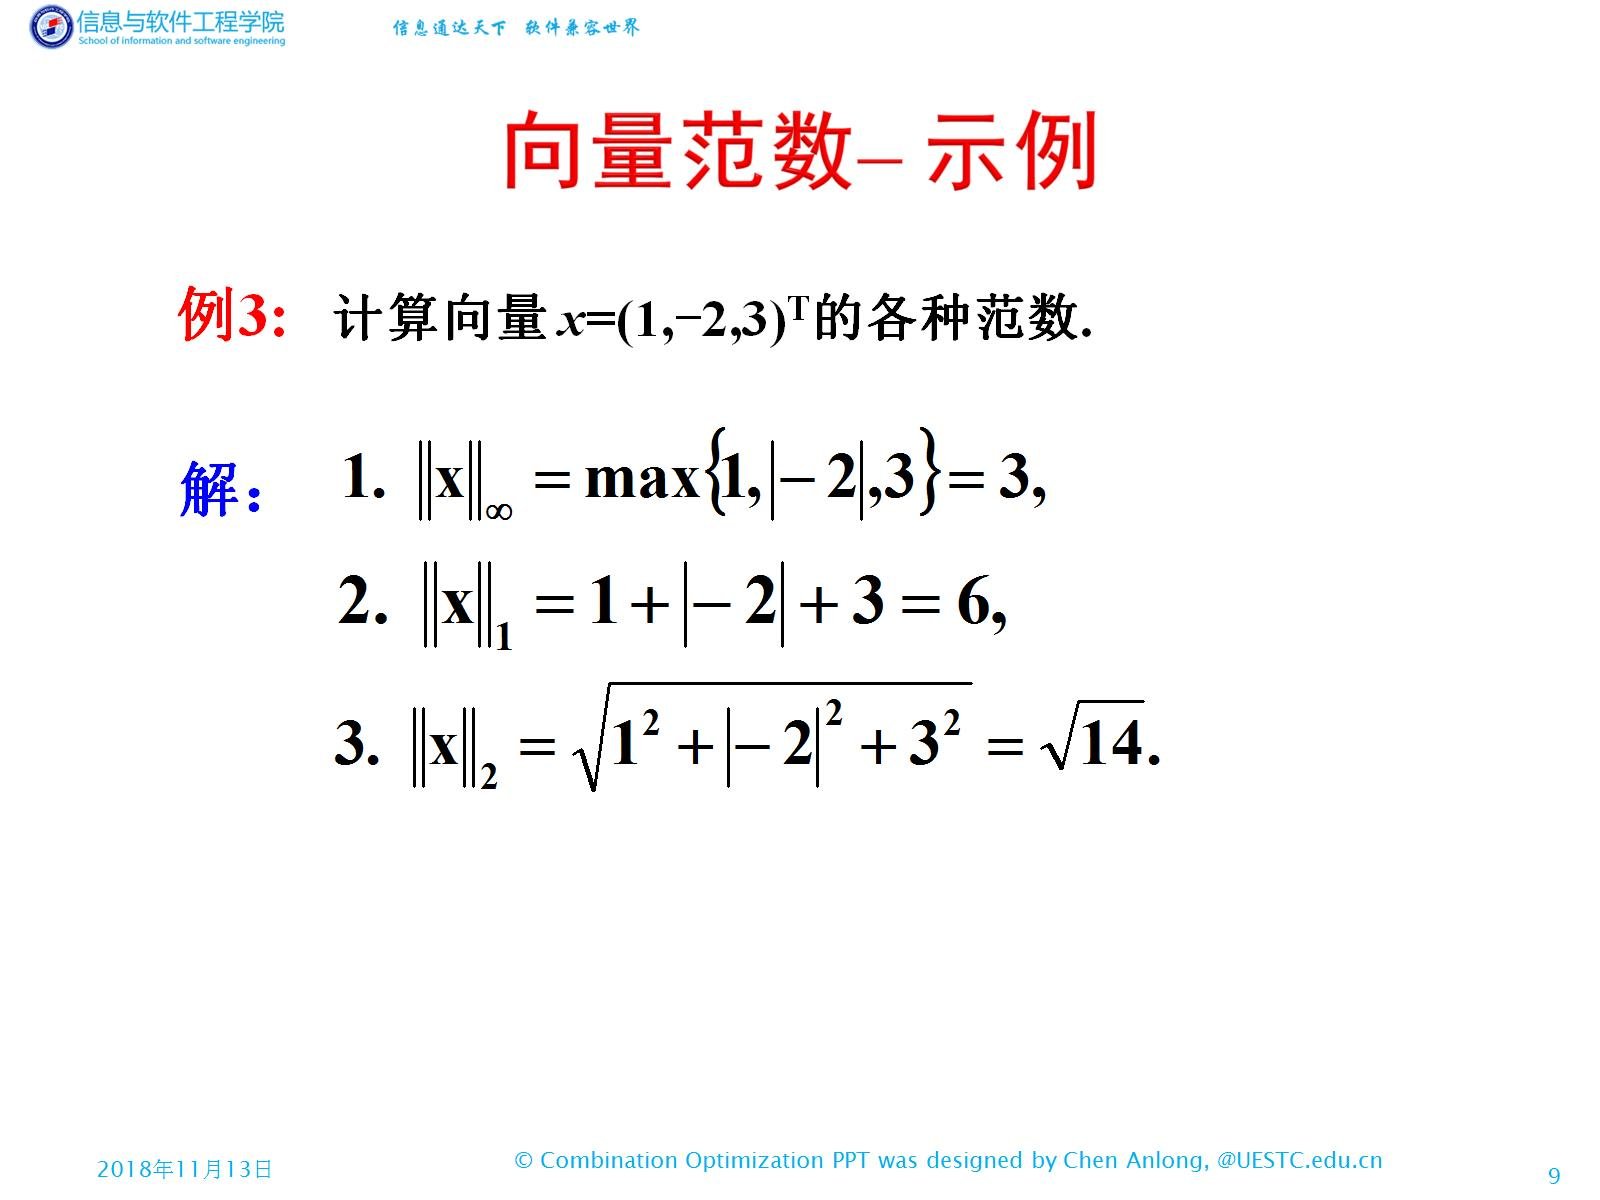 信息与软件工程学院
School of information and software engineering
信息通达天下 软件兼容世界
向量范数– 示例
例3: 计算向量 x=(1,-2,3)ᵀ的各种范数.
解：
1. ‖x‖∞ = max{1,|−2|,3} = 3,
2. ‖x‖₁ = 1 + |−2| + 3 = 6,
3. ‖x‖₂ = √(1² + |−2|² + 3²) = √14.
2018年11月13日
© Combination Optimization PPT was designed by Chen Anlong, @UESTC.edu.cn
9